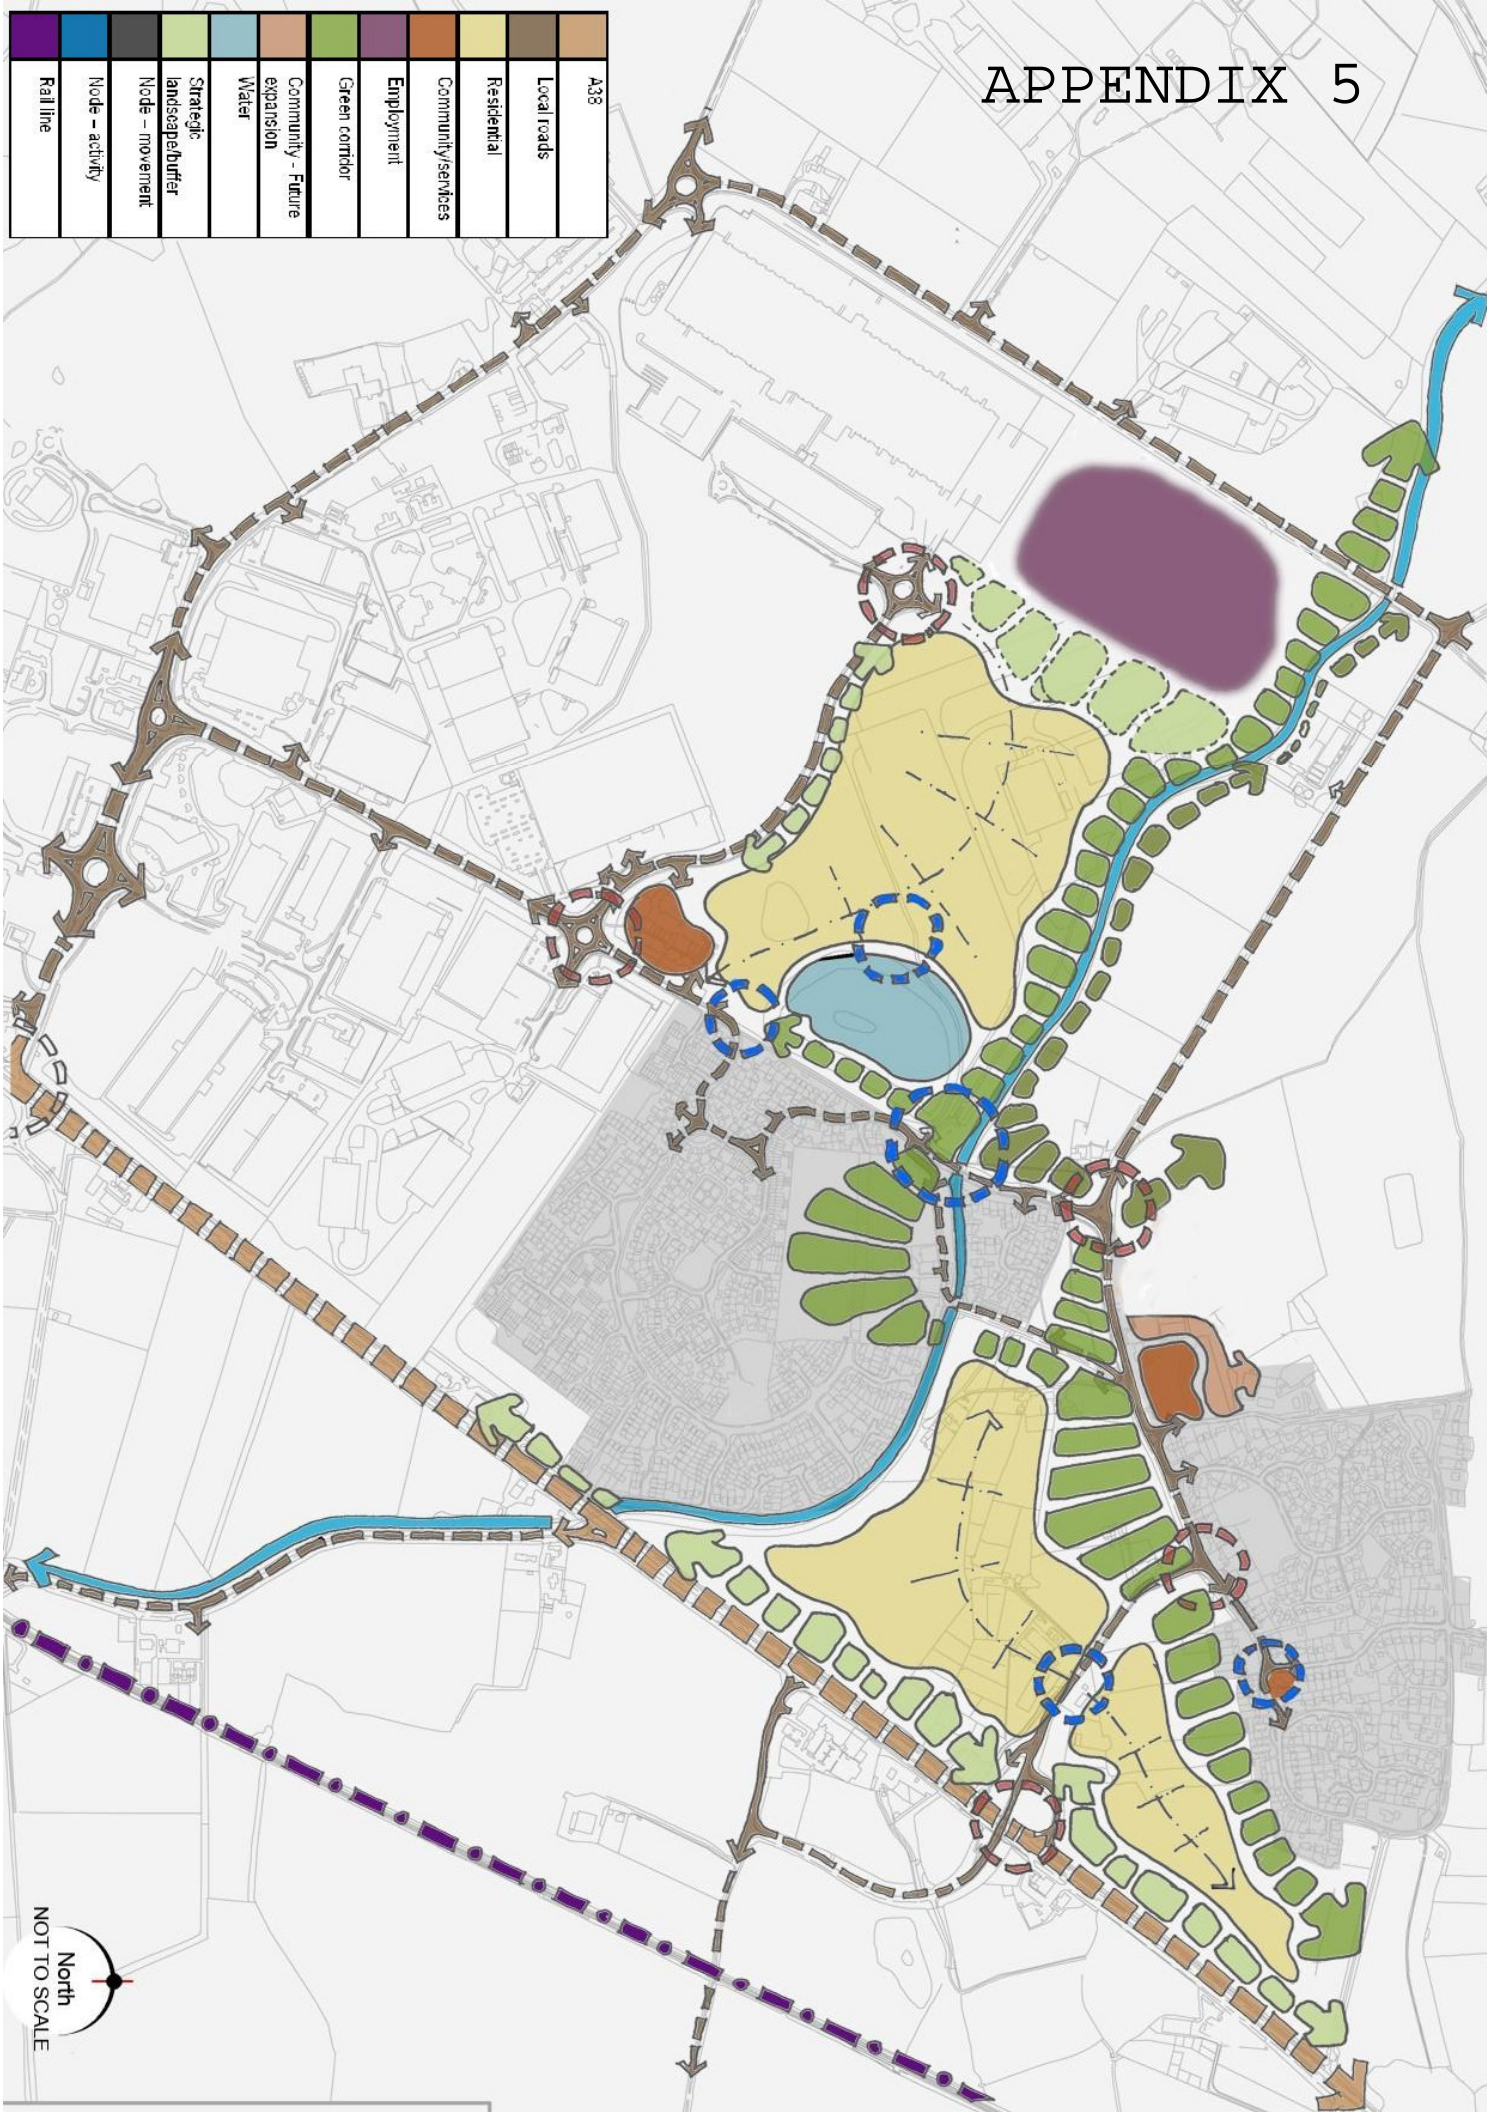 APPENDIX 5
A38
Local roads
Residential
Community/services
Employment
Green corridor
Community - Future
expansion
Water
Strategic
landscape/buffer
Node – movement
Node – activity
Rail line
North
NOT TO SCALE